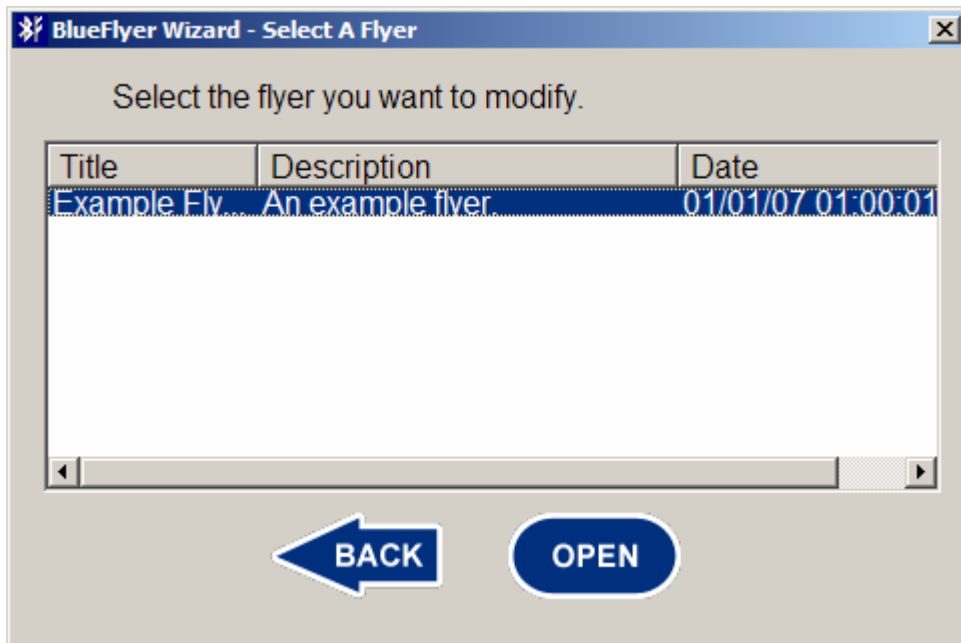 BlueFlyer Wizard - Select A Flyer
Select the flyer you want to modify.
Title Description Date
Example Fly... An example flyer. 01/01/07 01:00:01
BACK OPEN